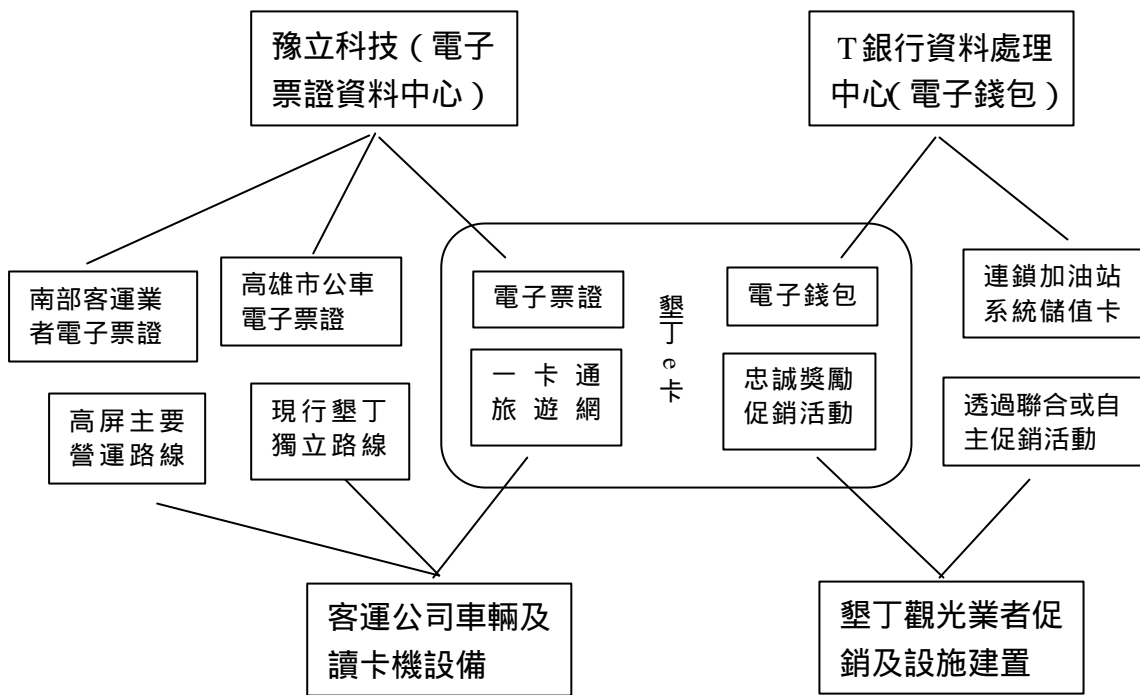 豫立科技（電子
票證資料中心）
T銀行資料處理
中心（電子錢包）
南部客運業
者電子票證
高雄市公車
電子票證
電子票證
墾丁e卡
電子錢包
連鎖加油站
系統儲值卡
高屏主要
營運路線
現行墾丁
獨立路線
一卡通
旅遊網
忠誠獎勵
促銷活動
透過聯合或自
主促銷活動
客運公司車輛及
讀卡機設備
墾丁觀光業者促
銷及設施建置